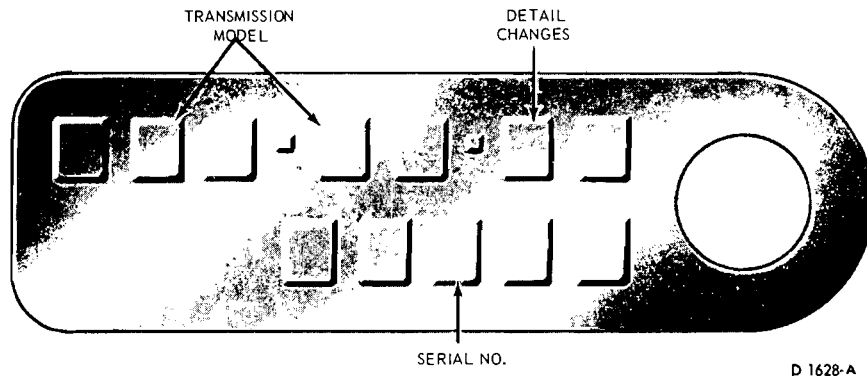 TRANSMISSION
MODEL
DETAIL
CHANGES
SERIAL NO.
D 1628-A